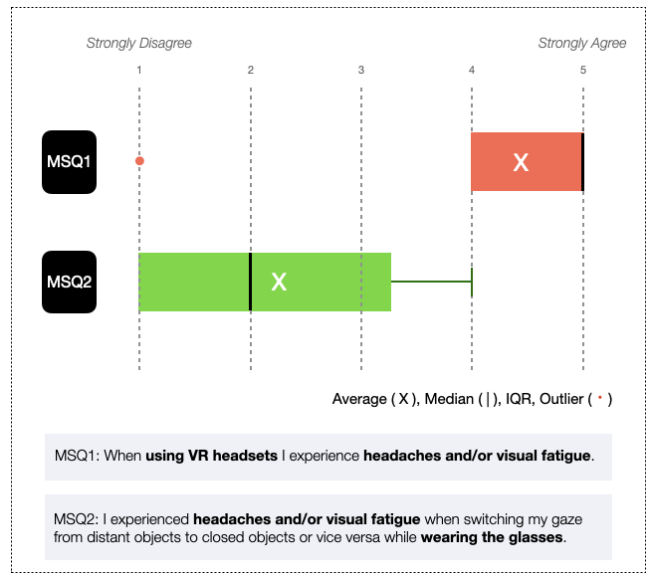 Strongly Disagree Strongly Agree
1 2 3 4 5
MSQ1 X
MSQ2 X
Average ( X ), Median ( | ), IQR, Outlier ( · )
MSQ1: When using VR headsets I experience headaches and/or visual fatigue.
MSQ2: I experienced headaches and/or visual fatigue when switching my gaze
from distant objects to closed objects or vice versa while wearing the glasses.